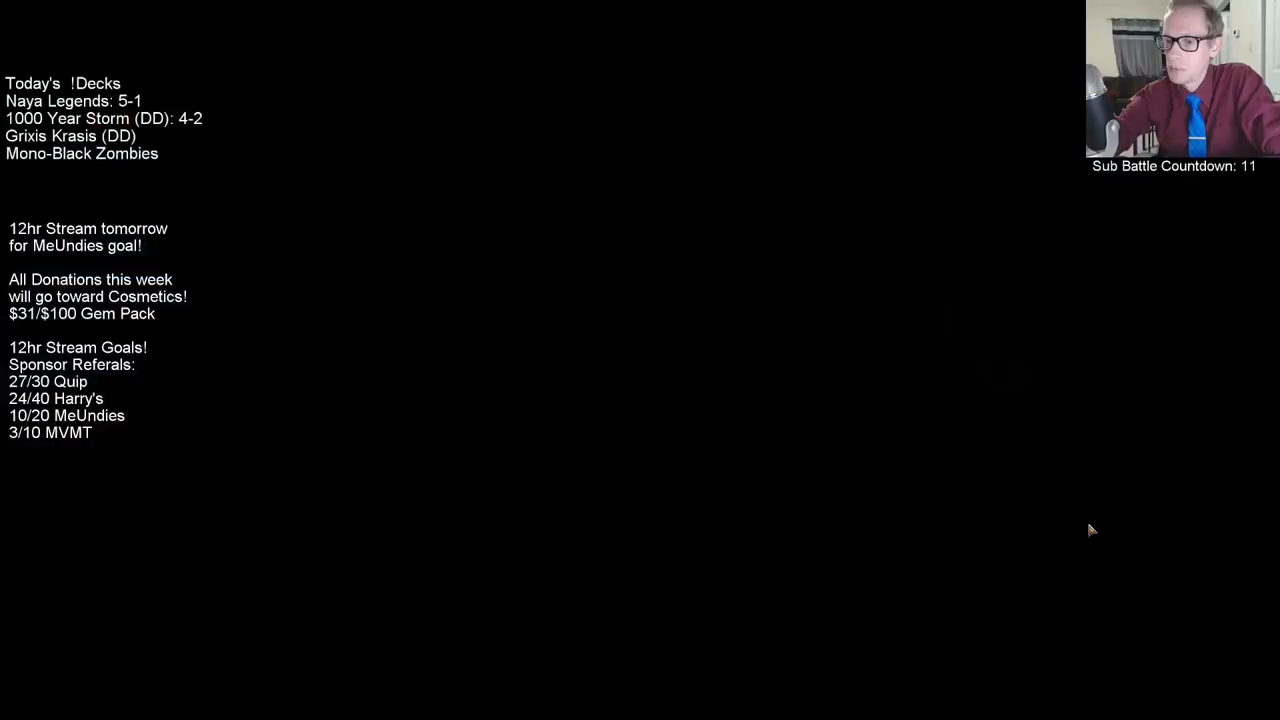 Today's !Decks
Naya Legends: 5-1
1000 Year Storm (DD): 4-2
Grixis Krasis (DD)
Mono-Black Zombies
Sub Battle Countdown: 11
12hr Stream tomorrow
for MeUndies goal!
All Donations this week
will go toward Cosmetics!
$31/$100 Gem Pack
12hr Stream Goals!
Sponsor Referals:
27/30 Quip
24/40 Harry's
10/20 MeUndies
3/10 MVMT